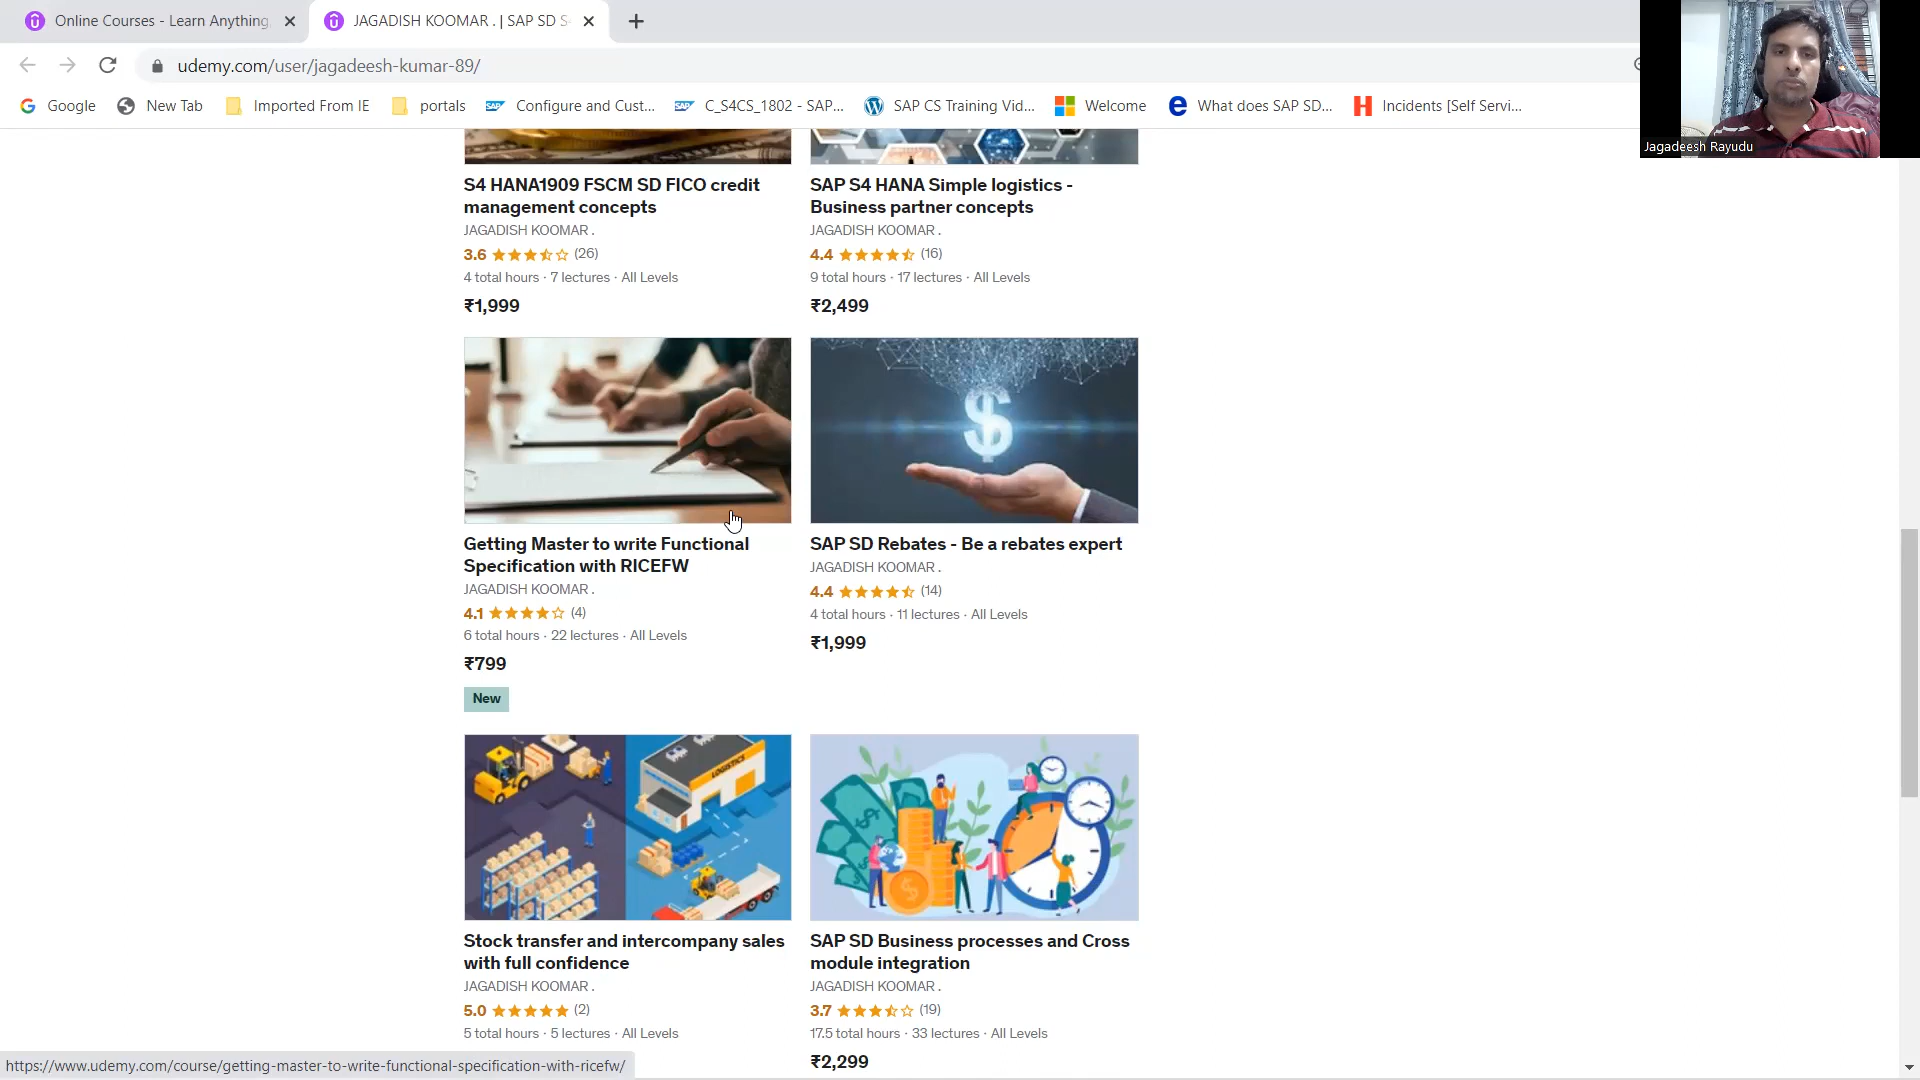 Online Courses - Learn Anything,
JAGADISH KOOMAR . | SAP SD S
udemy.com/user/jagadeesh-kumar-89/
Google
New Tab
Imported From IE
portals
Configure and Cust...
C_S4CS_1802 - SAP...
SAP CS Training Vid...
Welcome
What does SAP SD...
Incidents [Self Servi...
Jagadeesh Rayudu
S4 HANA1909 FSCM SD FICO credit
management concepts
JAGADISH KOOMAR .
3.6 (26)
4 total hours · 7 lectures · All Levels
₹1,999
SAP S4 HANA Simple logistics -
Business partner concepts
JAGADISH KOOMAR .
4.4 (16)
9 total hours · 17 lectures · All Levels
₹2,499
Getting Master to write Functional
Specification with RICEFW
JAGADISH KOOMAR .
4.1 (4)
6 total hours · 22 lectures · All Levels
₹799
New
SAP SD Rebates - Be a rebates expert
JAGADISH KOOMAR .
4.4 (14)
4 total hours · 11 lectures · All Levels
₹1,999
LOGISTICS
Stock transfer and intercompany sales
with full confidence
JAGADISH KOOMAR .
5.0 (2)
5 total hours · 5 lectures · All Levels
SAP SD Business processes and Cross
module integration
JAGADISH KOOMAR .
3.7 (19)
17.5 total hours · 33 lectures · All Levels
₹2,299
https://www.udemy.com/course/getting-master-to-write-functional-specification-with-ricefw/